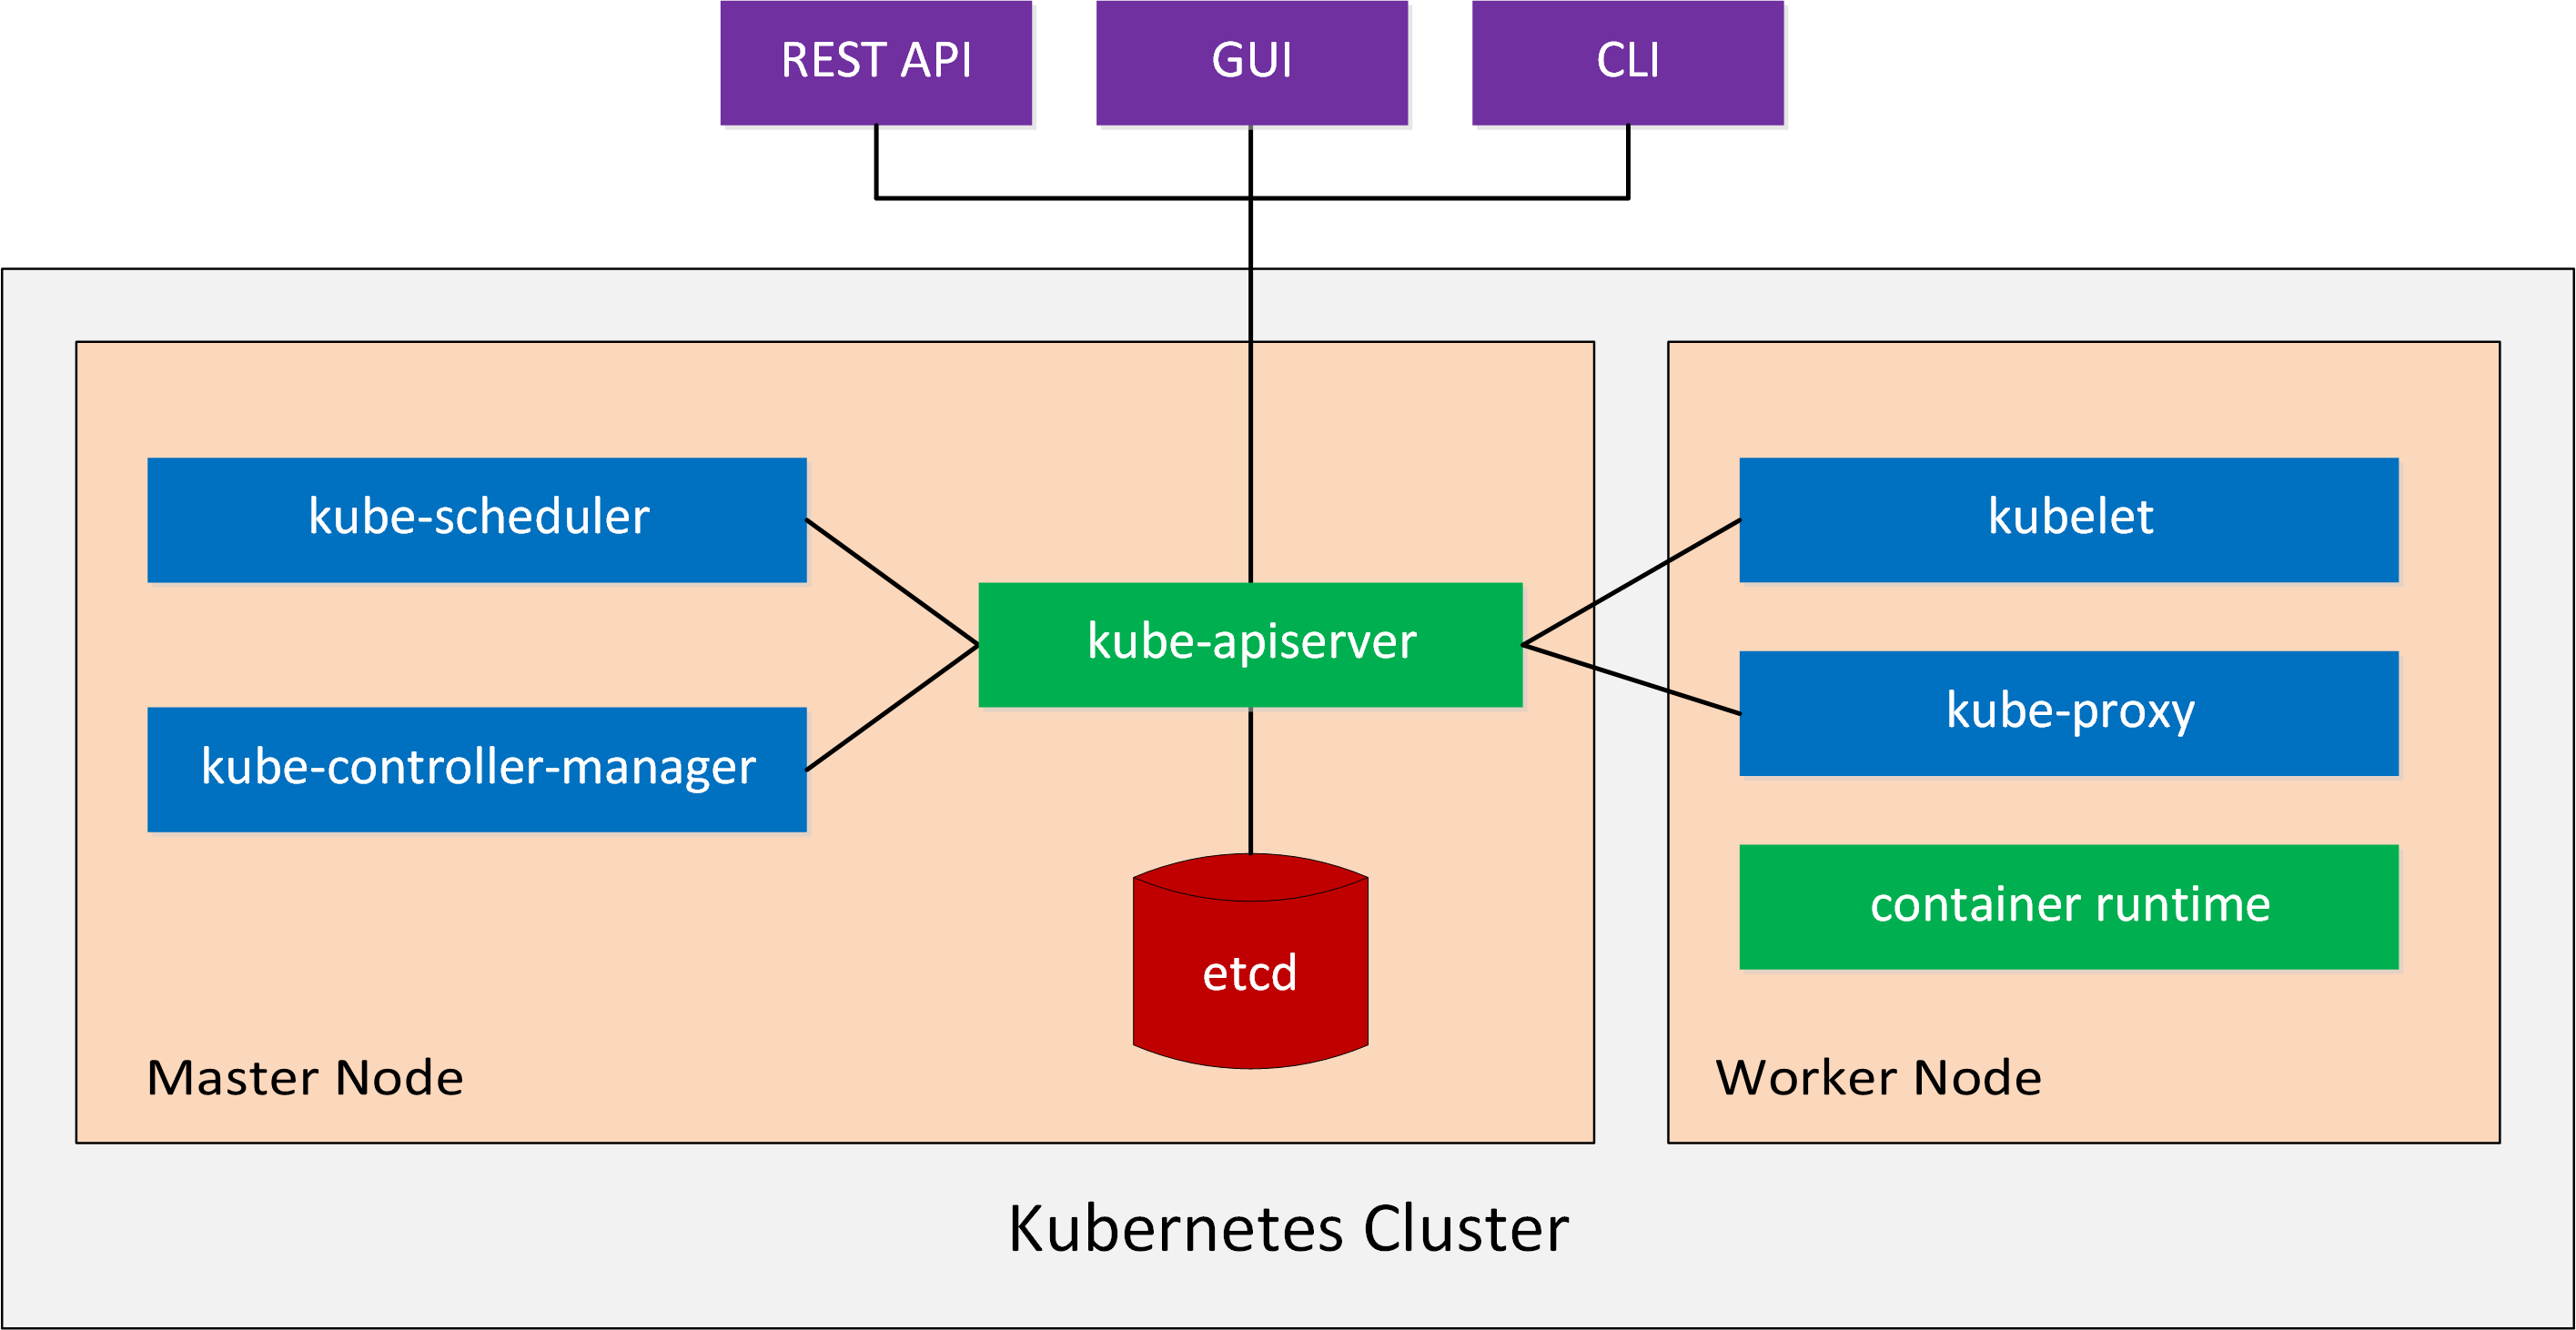 REST API
GUI
CLI
kube-scheduler
kube-controller-manager
kube-apiserver
etcd
Master Node
kubelet
kube-proxy
container runtime
Worker Node
Kubernetes Cluster